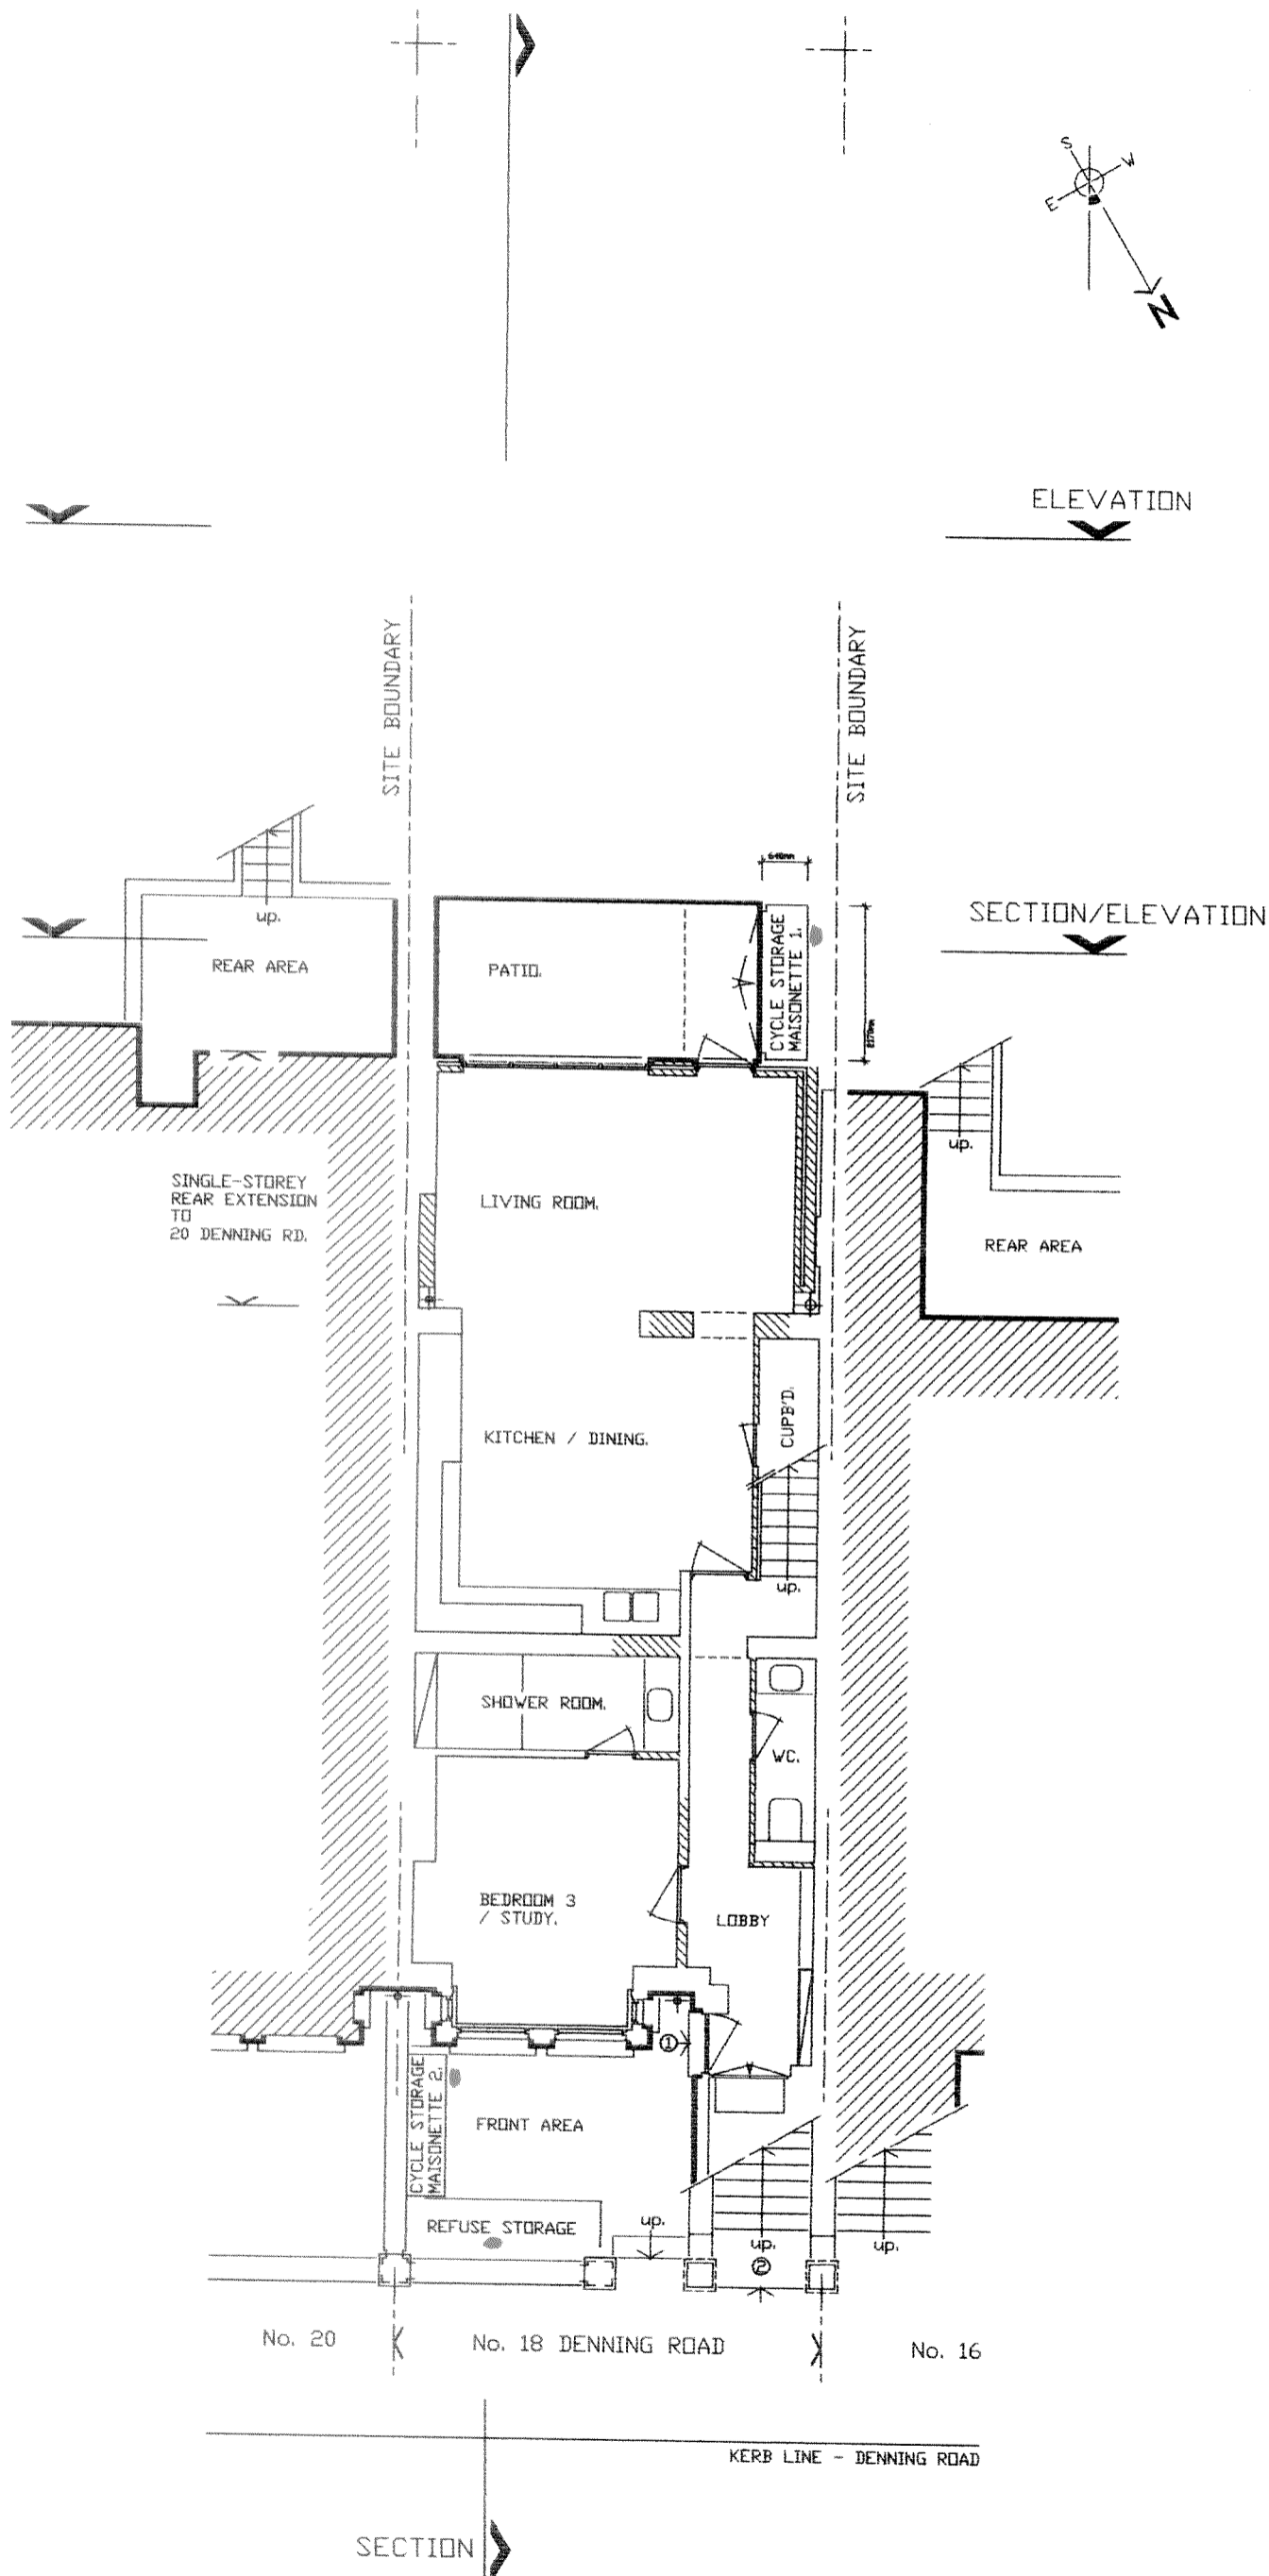 S
W
E
N
ELEVATION
SITE BOUNDARY
SITE BOUNDARY
640mm
up.
SECTION/ELEVATION
REAR AREA
PATIO.
CYCLE STORAGE
MAISONETTE 1.
up.
SINGLE-STOREY
REAR EXTENSION
TO
20 DENNING RD.
LIVING ROOM.
REAR AREA
KITCHEN / DINING.
CUPB'D.
up.
SHOWER ROOM.
WC.
BEDROOM 3
/ STUDY.
LOBBY
1
CYCLE STORAGE
MAISONETTE 2.
FRONT AREA
REFUSE STORAGE
up.
up.
up.
2
No. 20
No. 18 DENNING ROAD
No. 16
KERB LINE - DENNING ROAD
SECTION